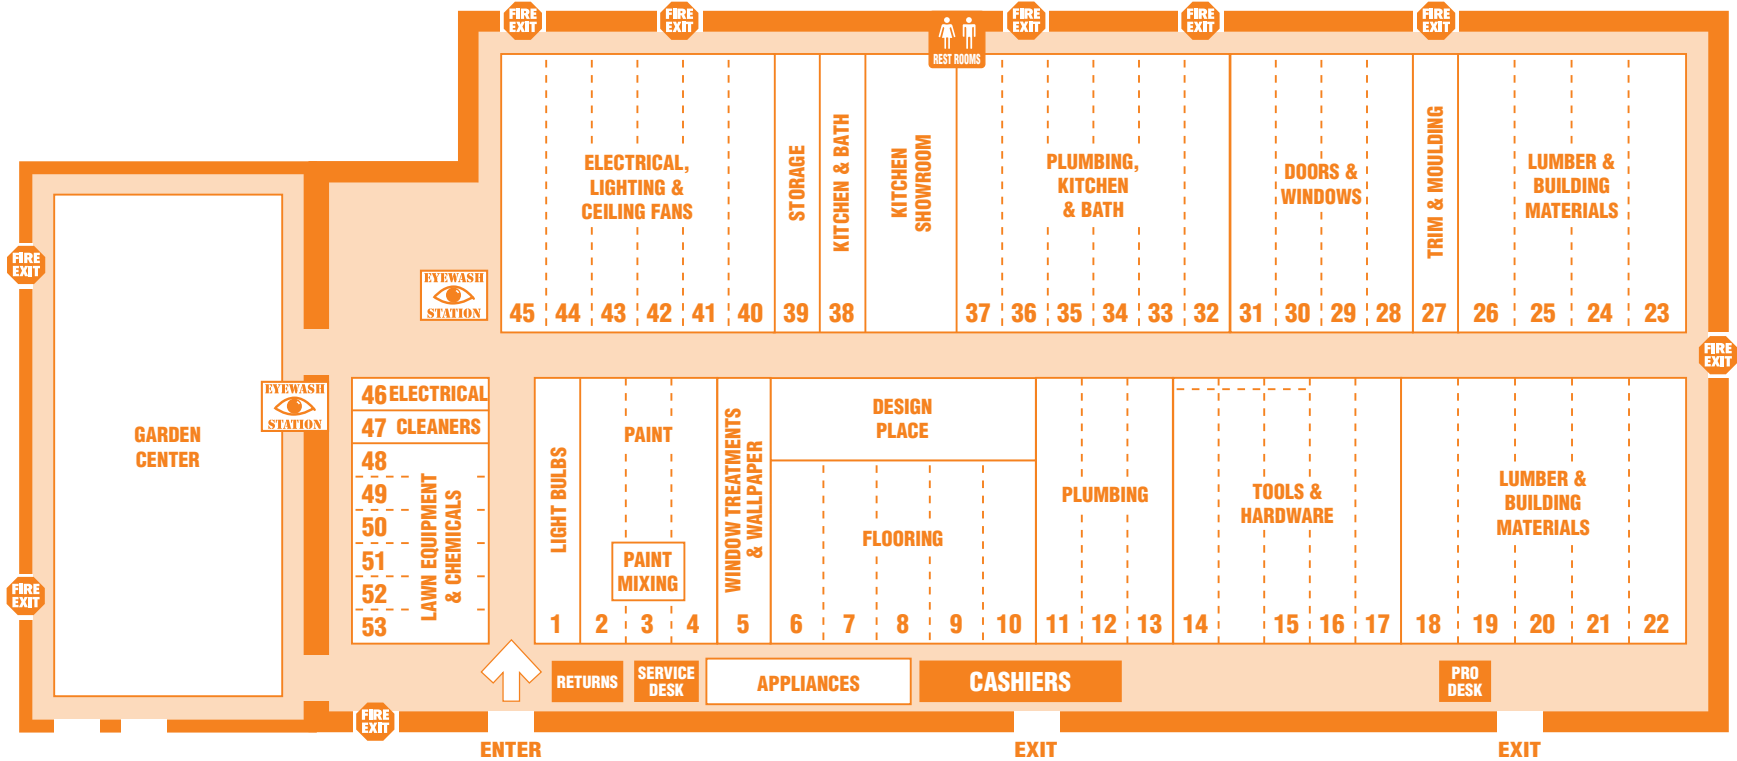 FIRE
EXIT
FIRE
EXIT
FIRE
EXIT
FIRE
EXIT
FIRE
EXIT
REST ROOMS
ELECTRICAL,
LIGHTING &
CEILING FANS
STORAGE
KITCHEN & BATH
KITCHEN
SHOWROOM
PLUMBING,
KITCHEN
& BATH
DOORS &
WINDOWS
TRIM & MOULDING
LUMBER &
BUILDING
MATERIALS
45 44 43 42 41 40 39 38 37 36 35 34 33 32 31 30 29 28 27 26 25 24 23
FIRE
EXIT
EYEWASH
STATION
FIRE
EXIT
EYEWASH
STATION
GARDEN
CENTER
FIRE
EXIT
46 ELECTRICAL
47 CLEANERS
48
49
50
51
52
53
LAWN EQUIPMENT
& CHEMICALS
LIGHT BULBS
PAINT
PAINT
MIXING
WINDOW TREATMENTS
& WALLPAPER
DESIGN
PLACE
FLOORING
PLUMBING
TOOLS &
HARDWARE
LUMBER &
BUILDING
MATERIALS
1 2 3 4 5 6 7 8 9 10 11 12 13 14 15 16 17 18 19 20 21 22
RETURNS
SERVICE
DESK
APPLIANCES
CASHIERS
PRO
DESK
FIRE
EXIT
ENTER
EXIT
EXIT